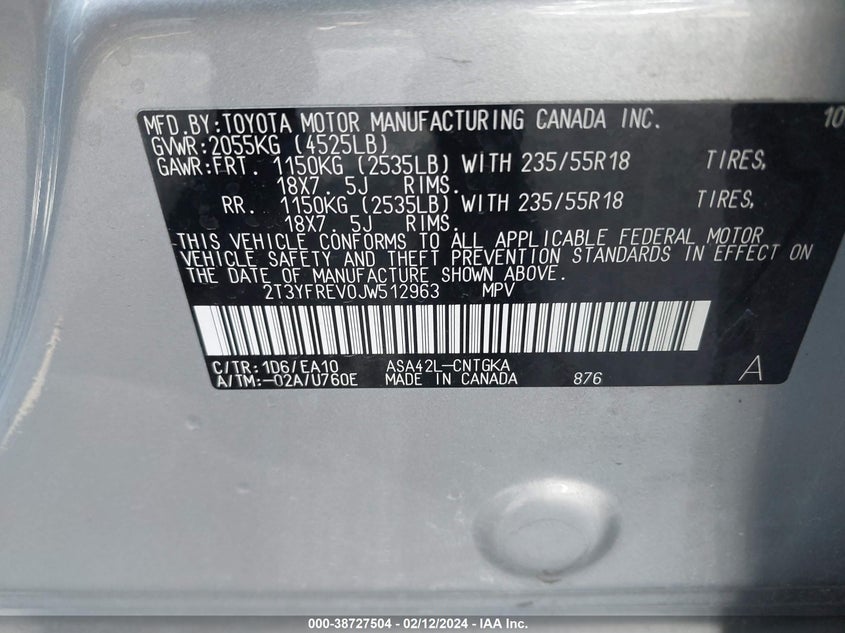 MFD.BY:TOYOTA MOTOR MANUFACTURING CANADA INC. 10
GVWR:2055KG (4525LB)
GAWR:FRT. 1150KG (2535LB) WITH 235/55R18 TIRES,
18X7.5J RIMS.
RR. 1150KG (2535LB) WITH 235/55R18 TIRES,
18X7.5J RIMS.
THIS VEHICLE CONFORMS TO ALL APPLICABLE FEDERAL MOTOR
VEHICLE SAFETY AND THEFT PREVENTION STANDARDS IN EFFECT ON
THE DATE OF MANUFACTURE SHOWN ABOVE.
2T3YFREV0JW512963 MPV
C/TR:1D6/EA10 ASA42L-CNTGKA
A/TM:-02A/U760E MADE IN CANADA 876 A
000-38727504 - 02/12/2024 - IAA Inc.